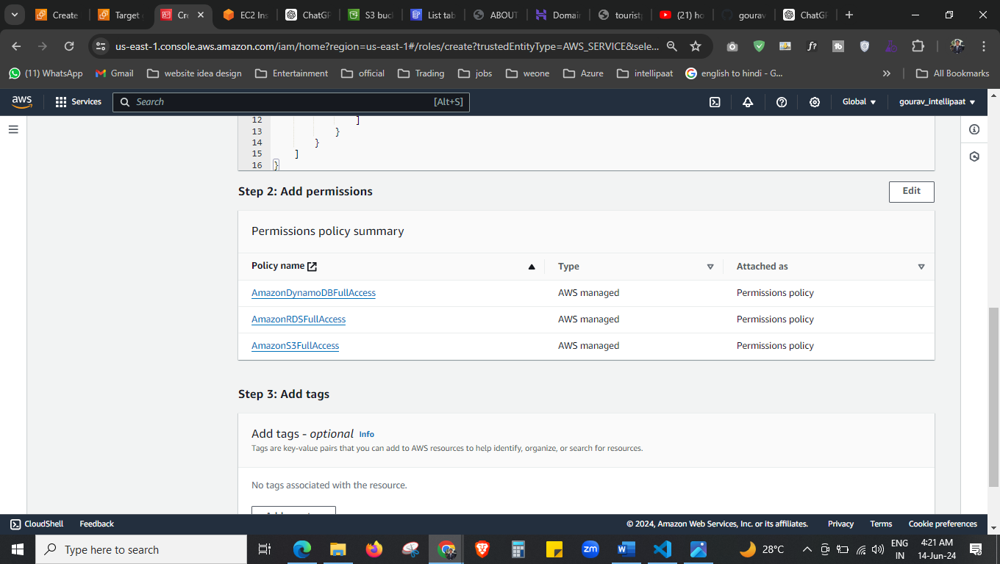 Create
Target
Cre
EC2 Ins
ChatGP
S3 buc
List tab
ABOUT
Domain
tourist
(21) ho
gourav
ChatGP
us-east-1.console.aws.amazon.com/iam/home?region=us-east-1#/roles/create?trustedEntityType=AWS_SERVICE&sele...
(11) WhatsApp
Gmail
website idea design
Entertainment
official
Trading
jobs
weone
Azure
intellipaat
english to hindi - G...
All Bookmarks
aws
Services
Search
[Alt+S]
Global
gourav_intellipaat
12 ]
13 }
14 }
15 ]
16 }
Step 2: Add permissions
Edit
Permissions policy summary
Policy name Type Attached as
AmazonDynamoDBFullAccess AWS managed Permissions policy
AmazonRDSFullAccess AWS managed Permissions policy
AmazonS3FullAccess AWS managed Permissions policy
Step 3: Add tags
Add tags - optional Info
Tags are key-value pairs that you can add to AWS resources to help identify, organize, or search for resources.
No tags associated with the resource.
CloudShell
Feedback
© 2024, Amazon Web Services, Inc. or its affiliates.
Privacy
Terms
Cookie preferences
Type here to search
zm
28°C
ENG
IN
4:21 AM
14-Jun-24